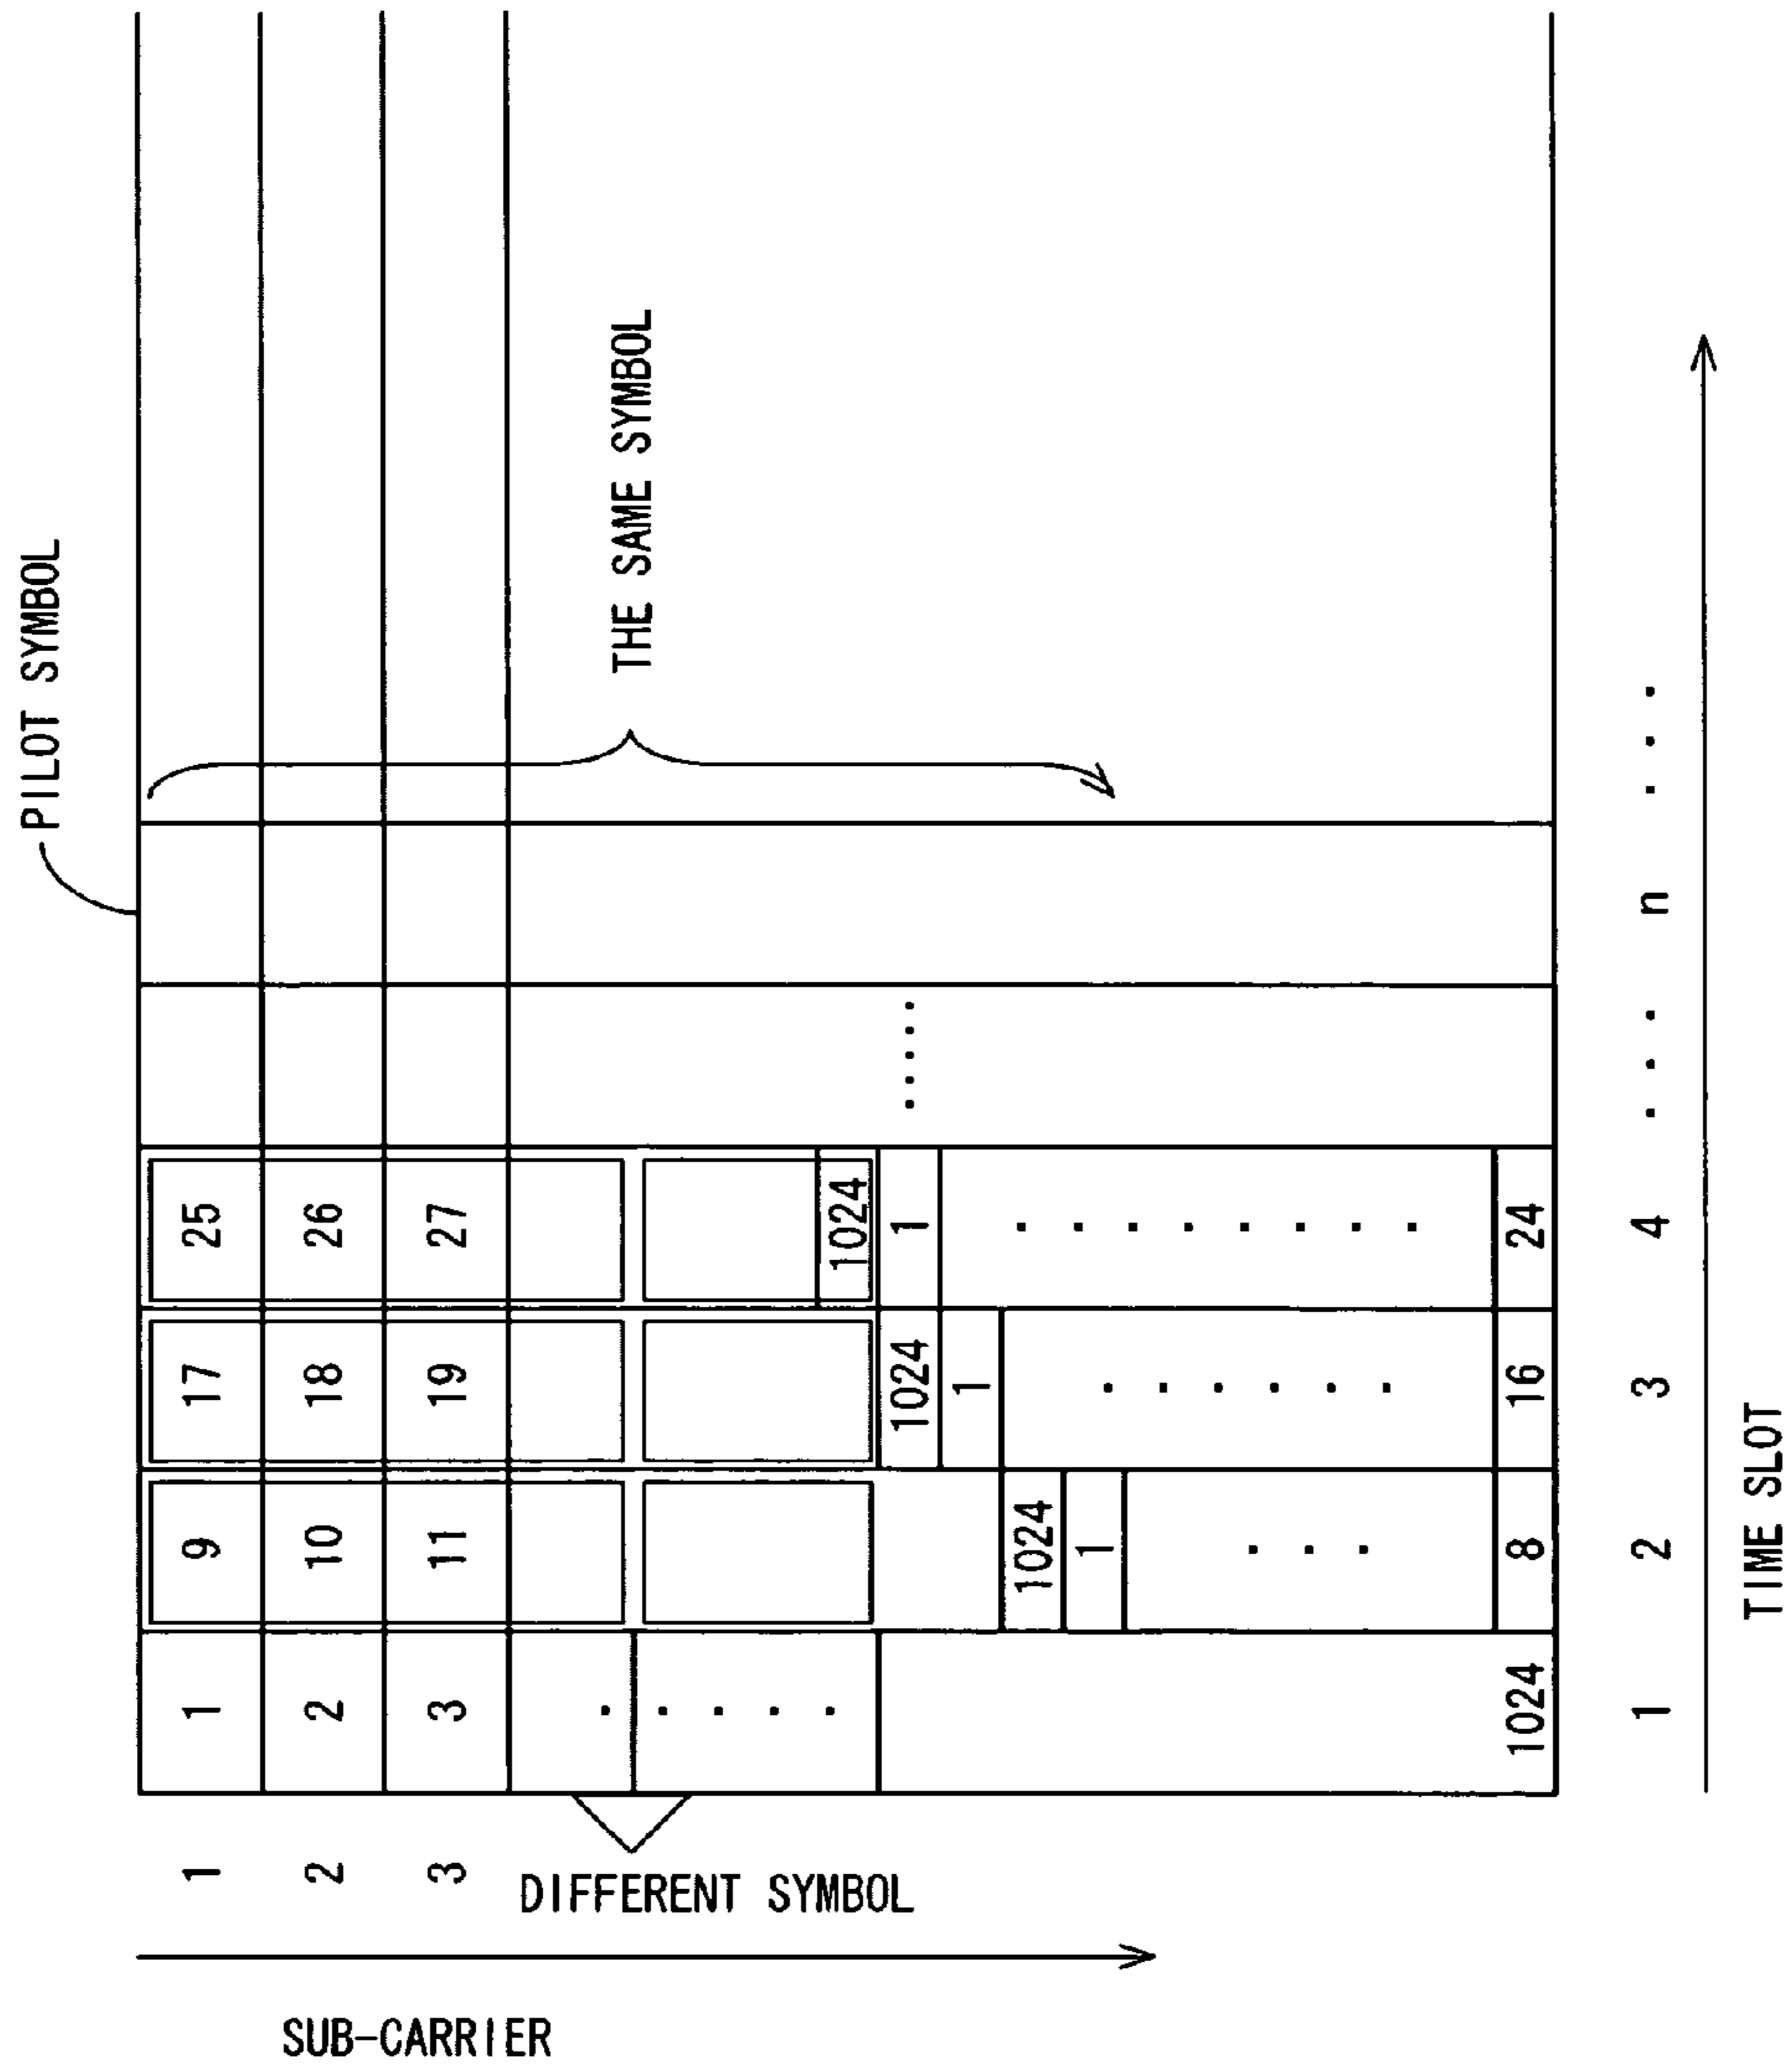 PILOT SYMBOL
SUB-CARRIER
1 1 9 17 25
2 2 10 18 26
3 3 11 19 27
DIFFERENT SYMBOL
THE SAME SYMBOL
1024
1024 1
1
1024
1
1024 8 16 24
1 2 3 4 ... n ...
TIME SLOT